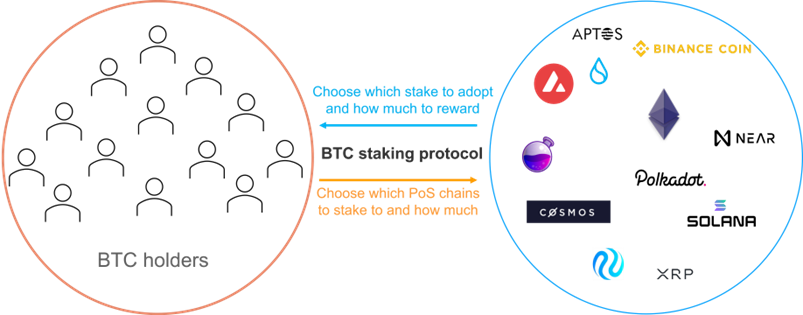 APTOS
BINANCE COIN
Choose which stake to adopt
and how much to reward
BTC staking protocol
Choose which PoS chains
to stake to and how much
NEAR
Polkadot.
COSMOS
SOLANA
XRP
BTC holders